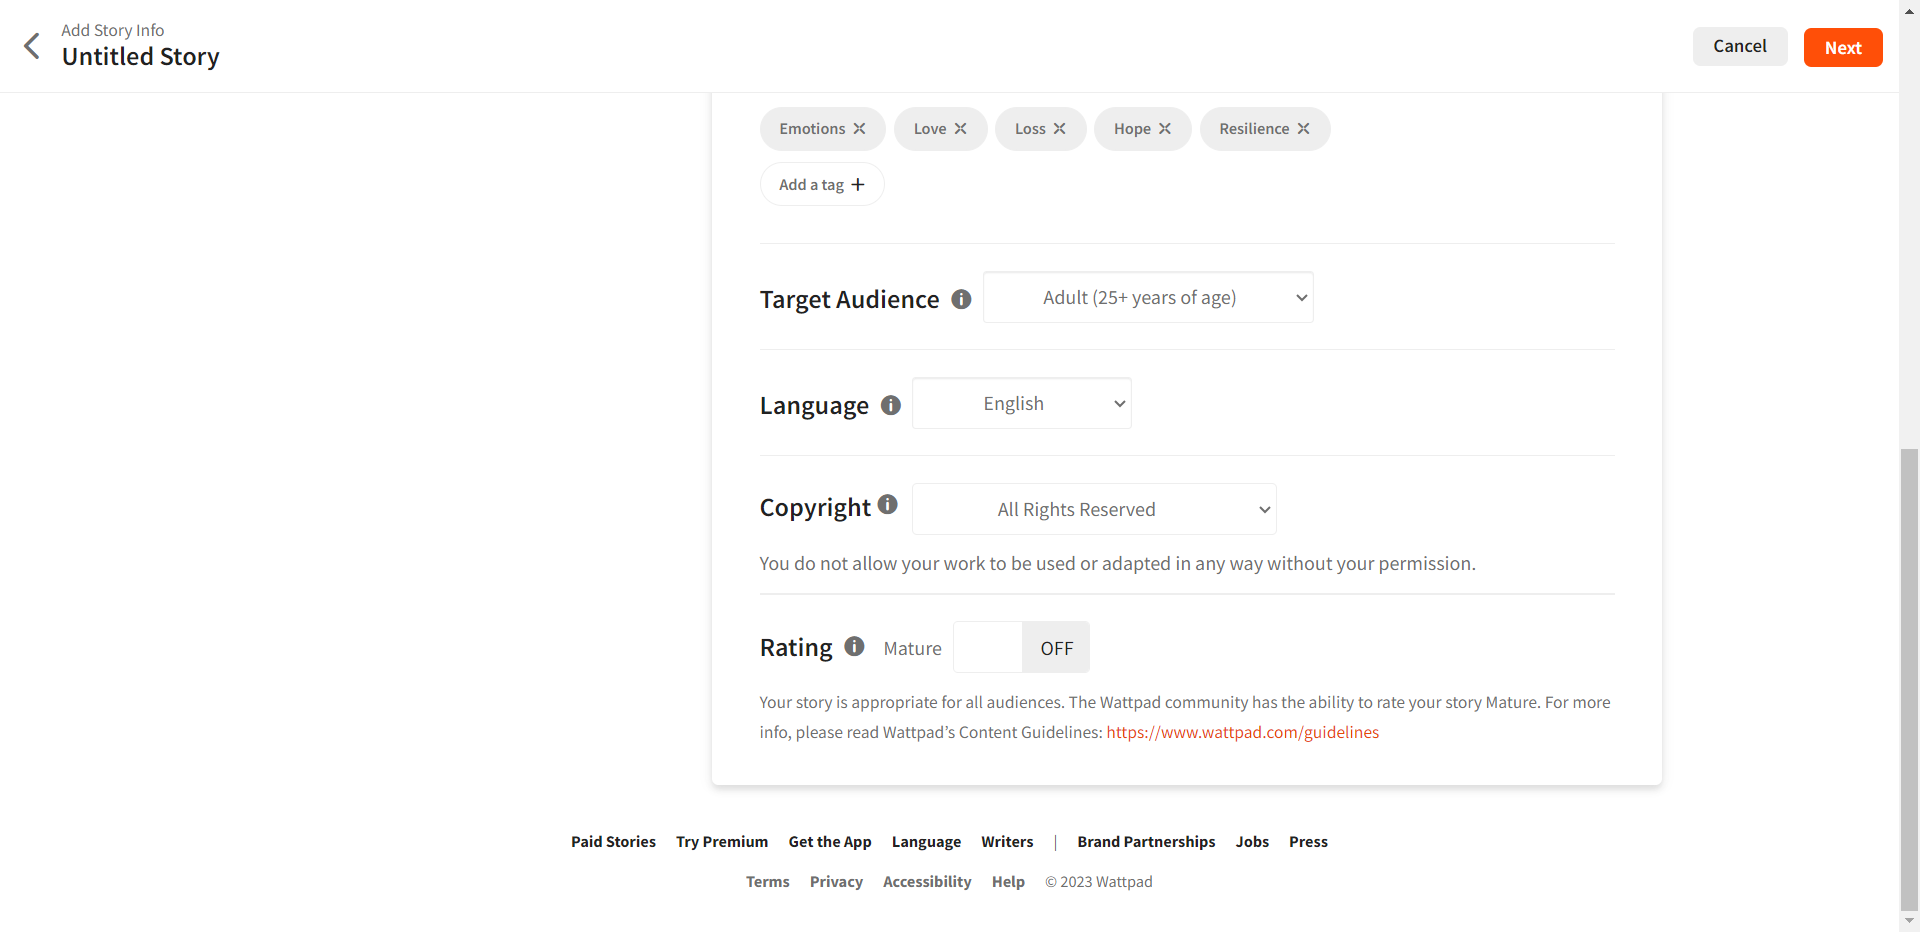 Add Story Info
Untitled Story
Cancel
Next
Emotions
Love
Loss
Hope
Resilience
Add a tag
Target Audience
Adult (25+ years of age)
Language
English
Copyright
All Rights Reserved
You do not allow your work to be used or adapted in any way without your permission.
Rating
Mature
OFF
Your story is appropriate for all audiences. The Wattpad community has the ability to rate your story Mature. For more
info, please read Wattpad’s Content Guidelines: https://www.wattpad.com/guidelines
Paid Stories Try Premium Get the App Language Writers | Brand Partnerships Jobs Press
Terms Privacy Accessibility Help © 2023 Wattpad